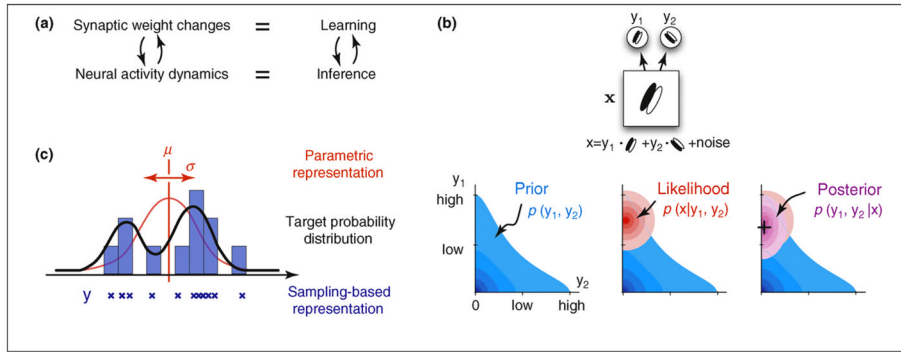 (a)
Synaptic weight changes = Learning
Neural activity dynamics = Inference
(b)
y1 y2
x
x=y1 · +y2 · +noise
(c)
μ
σ
Parametric
representation
Target probability
distribution
y
Sampling-based
representation
y1
high
low
0 low high
y2
Prior
p (y1, y2)
Likelihood
p (x|y1, y2)
Posterior
p (y1, y2 |x)